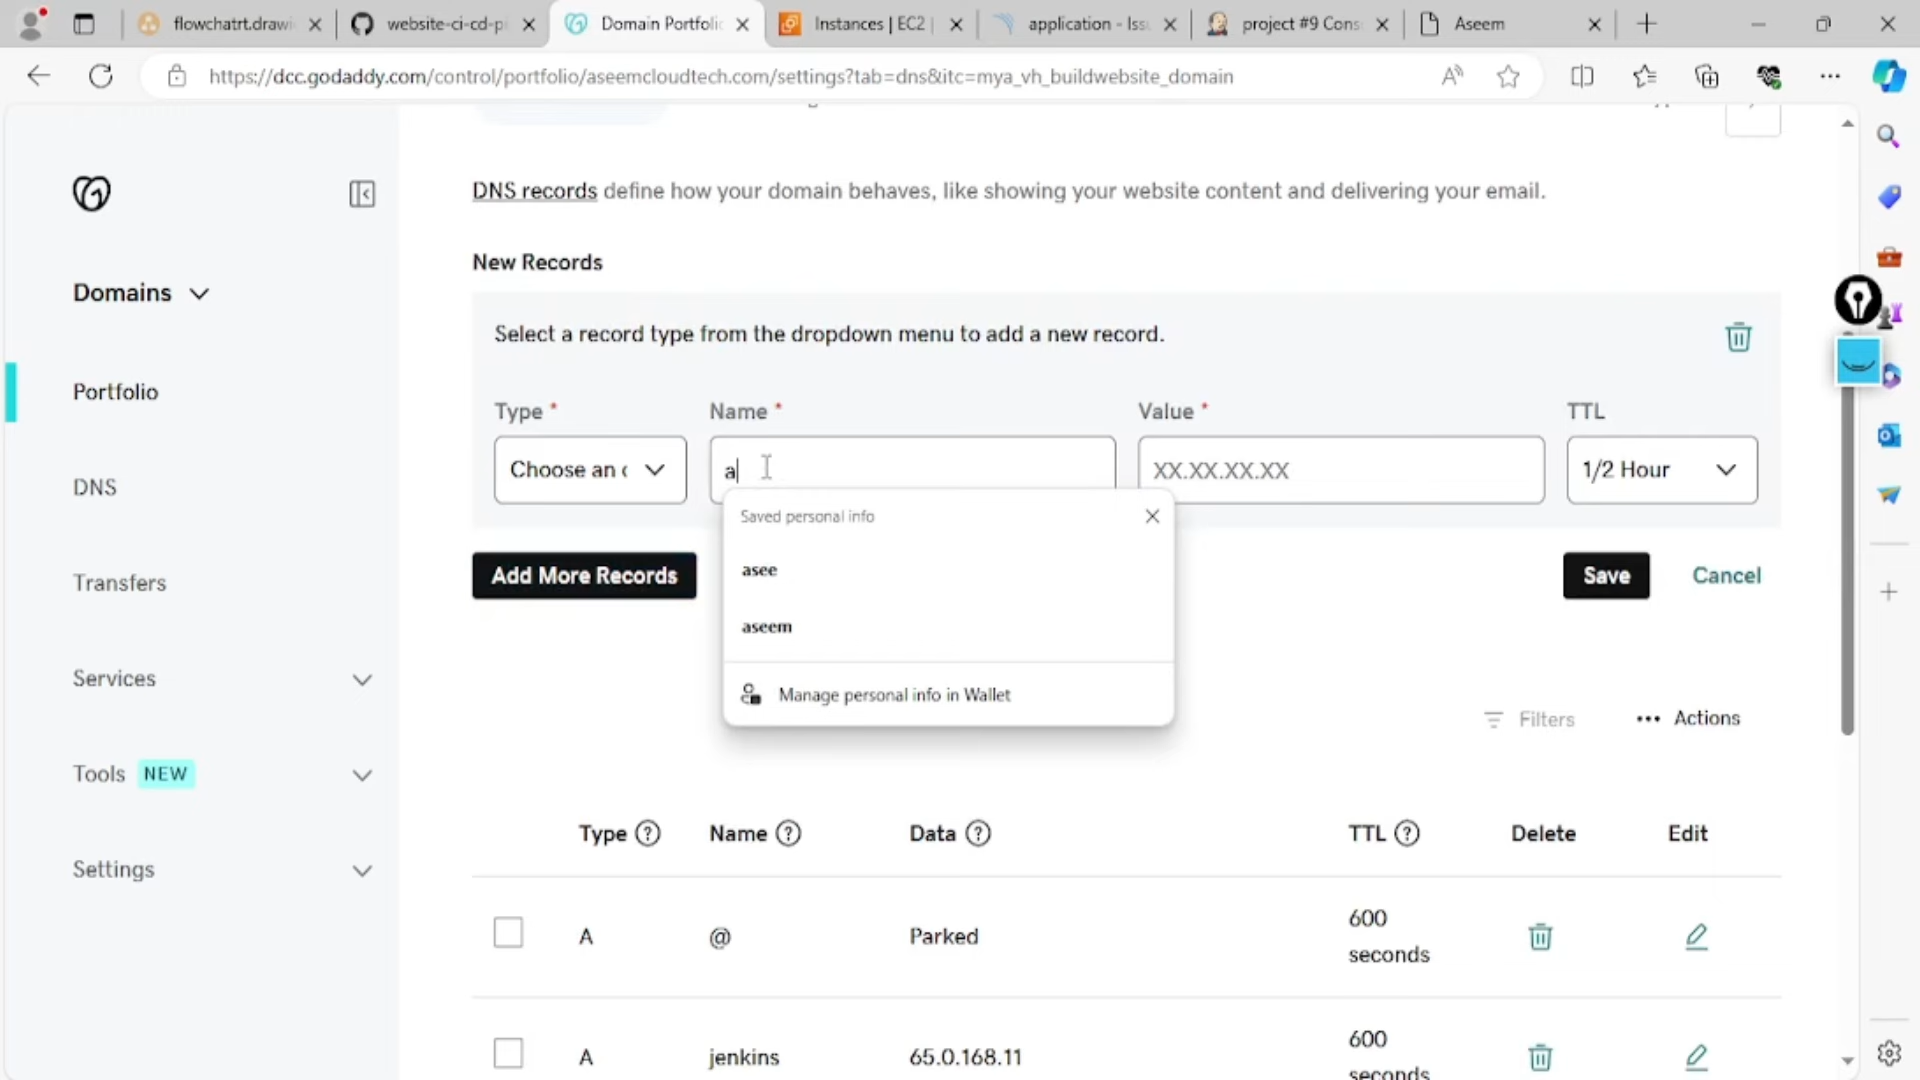 flowchatrt.drawi
website-ci-cd-pi
Domain Portfolio
Instances | EC2 |
application - Issu
project #9 Cons
Aseem
https://dcc.godaddy.com/control/portfolio/aseemcloudtech.com/settings?tab=dns&itc=mya_vh_buildwebsite_domain
DNS records define how your domain behaves, like showing your website content and delivering your email.
New Records
Domains
Select a record type from the dropdown menu to add a new record.
Portfolio
Type * Name * Value * TTL
Choose an o
a
XX.XX.XX.XX
1/2 Hour
DNS
Saved personal info
asee
aseem
Manage personal info in Wallet
Add More Records
Save
Cancel
Transfers
Services
Filters
Actions
Tools NEW
Settings
Type ? Name ? Data ? TTL ? Delete Edit
A @ Parked 600 seconds
A jenkins 65.0.168.11 600 seconds